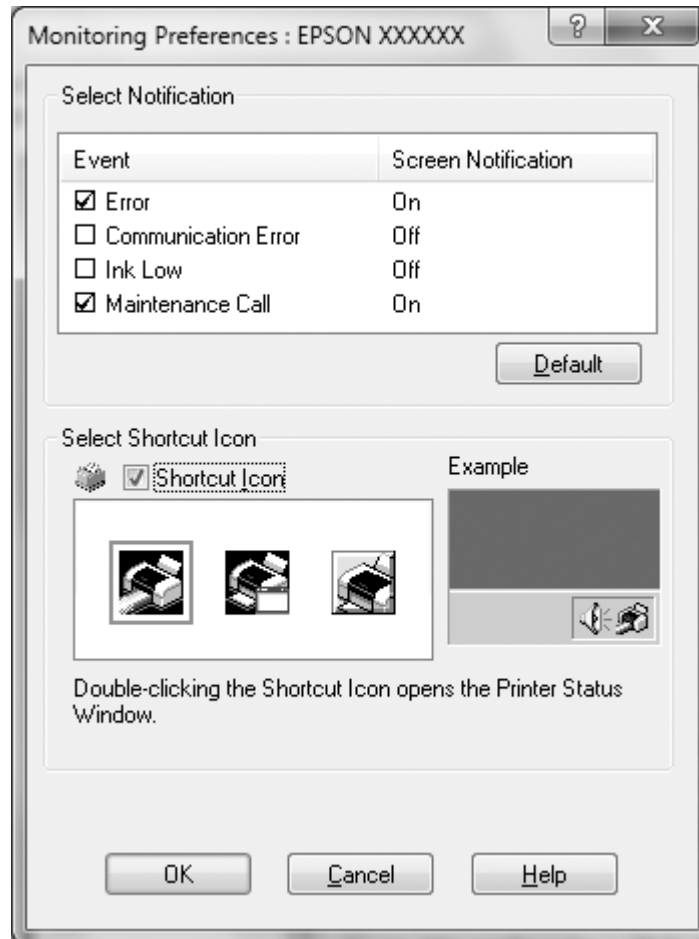 Monitoring Preferences : EPSON XXXXXX
Select Notification
Event Screen Notification
Error On
Communication Error Off
Ink Low Off
Maintenance Call On
Default
Select Shortcut Icon
Shortcut Icon
Example
Double-clicking the Shortcut Icon opens the Printer Status
Window.
OK Cancel Help